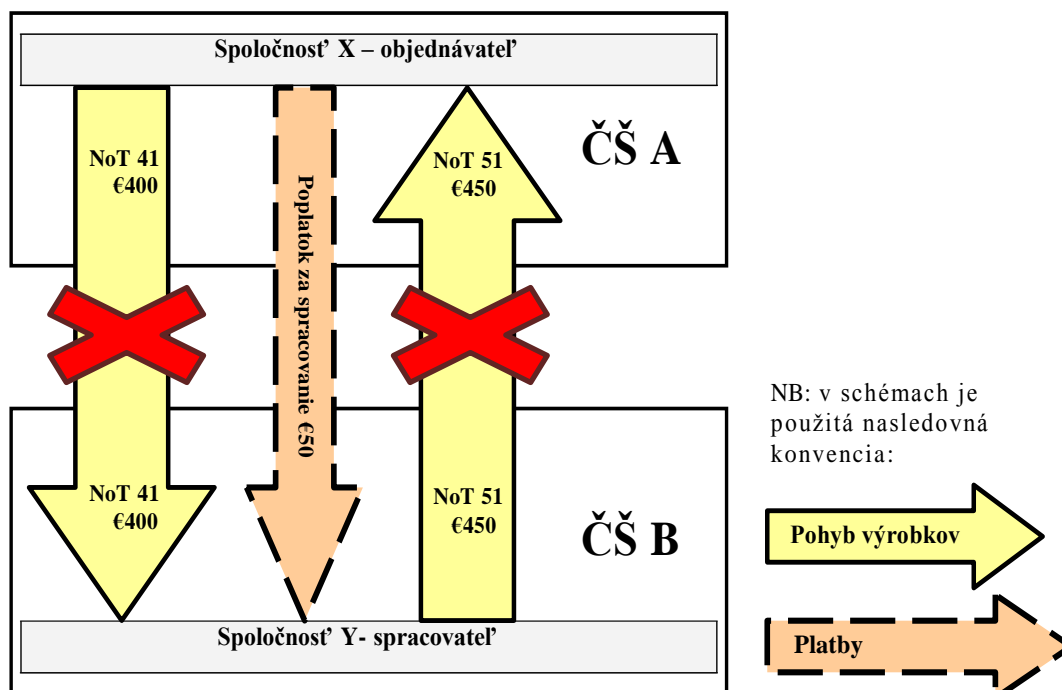 Spoločnosť X – objednávateľ
NoT 41
€400
Poplatok za spracovanie €50
NoT 51
€450
ČŠ A
NoT 41
€400
NoT 51
€450
ČŠ B
Spoločnosť Y- spracovateľ
NB: v schémach je
použitá nasledovná
konvencia:
Pohyb výrobkov
Platby